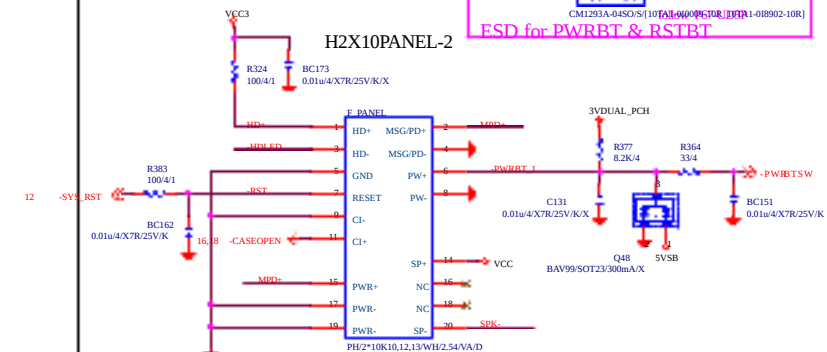 VCC3
CM1293A-04SO/S/[10TA1-
ESD for PWRBT & RSTBT
H2X10PANEL-2
R324
100/4/1
BC173
0.01u/4/X7R/25V/K/X
F_PANEL
3VDUAL_PCH
-HD+
1
HD+
MSG/PD+
2
MPD+
-HDLED
3
HD-
MSG/PD-
4
R377
8.2K/4
R364
33/4
5
GND
PW+
6
-PWRBT_1
-PWRBTSW
R383
100/4/1
12
-SYS_RST
-RST
7
RESET
PW-
8
C131
0.01u/4/X7R/25V/K/X
3
BC151
0.01u/4/X7R/25V/K
9
CI-
BC162
0.01u/4/X7R/25V/K
16,18
-CASEOPEN
11
CI+
2
1
Q48
5VSB
BAV99/SOT23/300mA/X
SP+
14
VCC
MPD+
15
PWR+
NC
16
17
PWR-
NC
18
19
PWR-
SP-
20
SPK-
PH/2*10K10,12,13/WH/2.54/VA/D